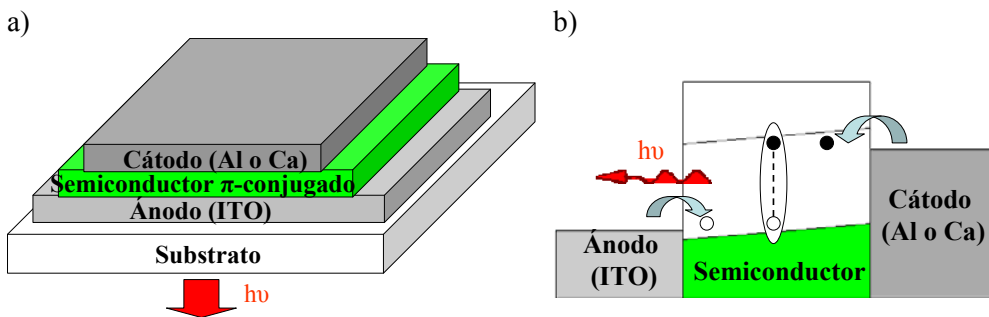 a)
Cátodo (Al o Ca)
Semiconductor π-conjugado
Ánodo (ITO)
Substrato
hυ
b)
hυ
Cátodo
(Al o Ca)
Ánodo
(ITO)
Semiconductor